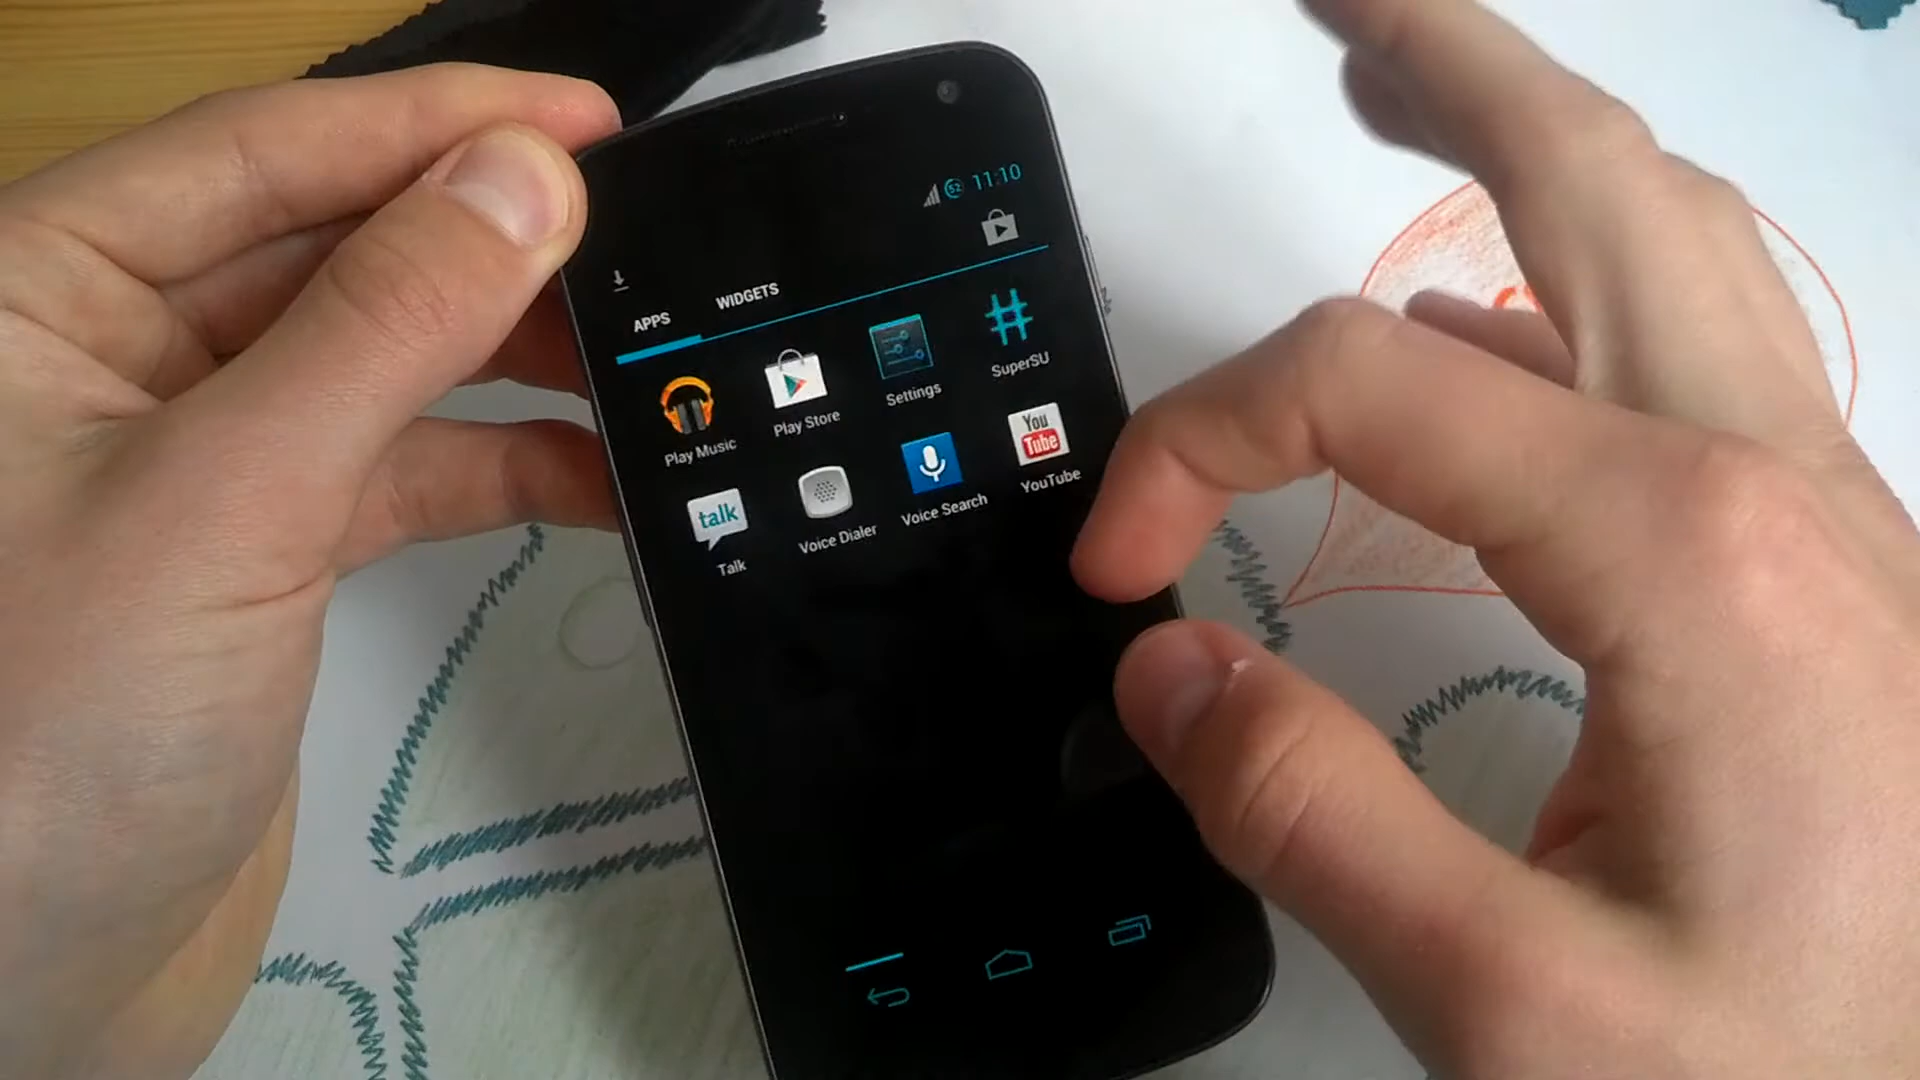 52 11:10
APPS WIDGETS
Play Music Play Store Settings SuperSU
talk You Tube
Talk Voice Dialer Voice Search YouTube